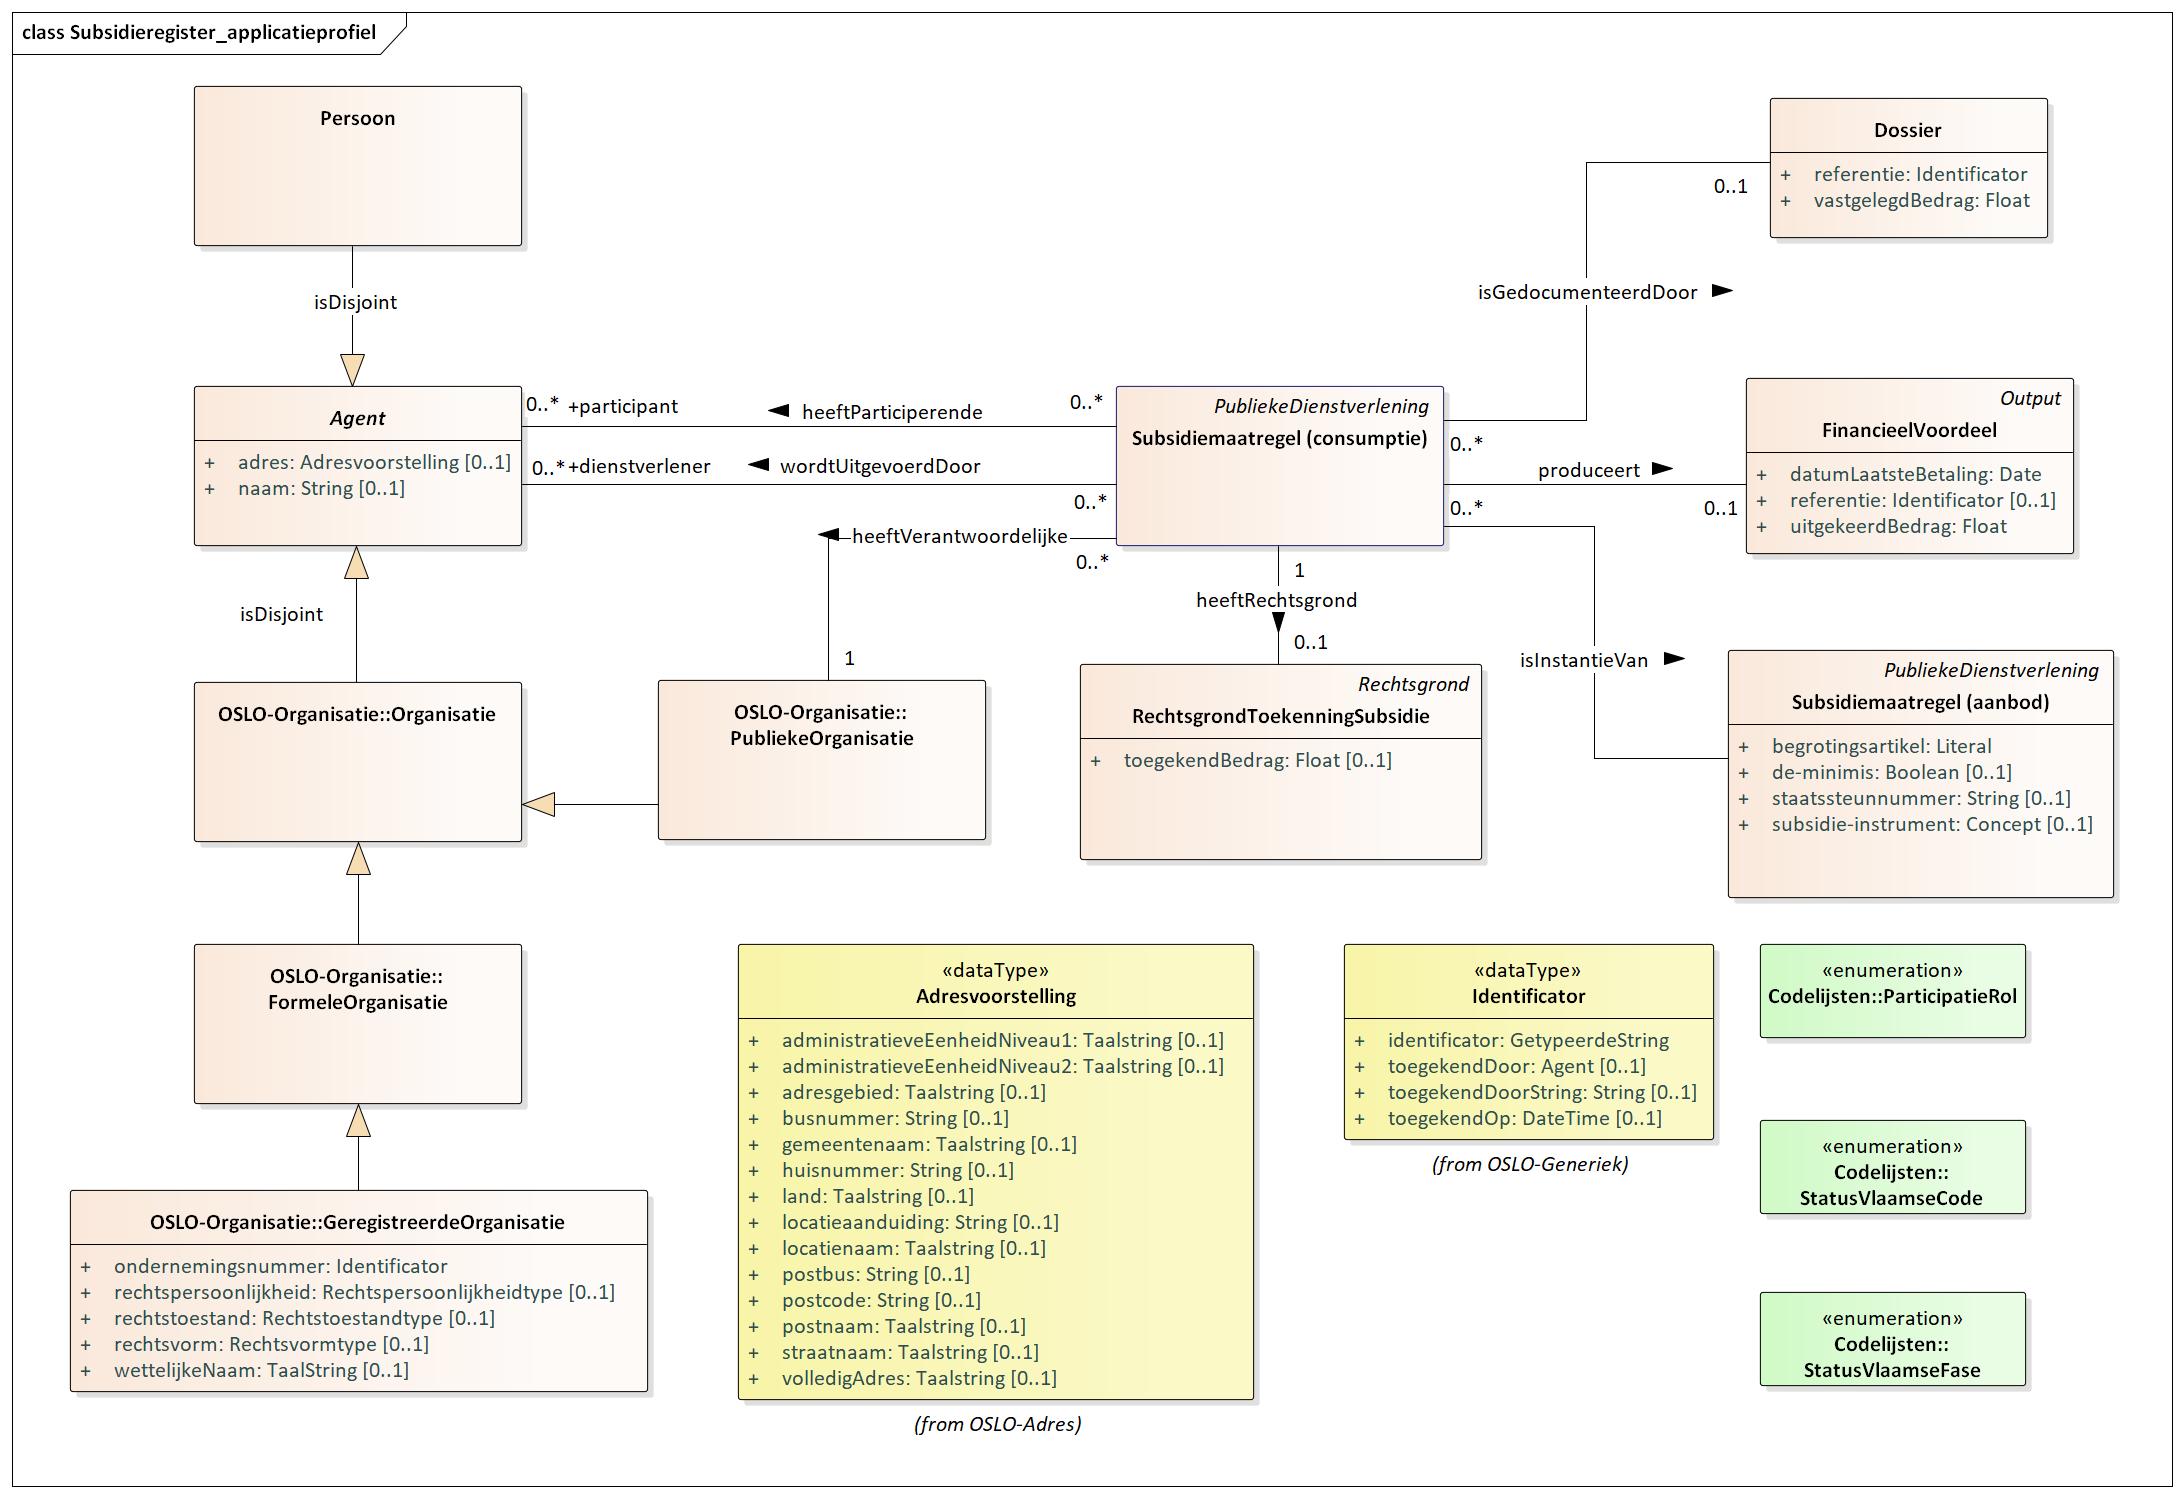 class Subsidieregister_applicatieprofiel
Persoon
isDisjoint
Agent
+ adres: Adresvoorstelling [0..1]
+ naam: String [0..1]
0..* +participant
heeftParticiperende
0..*
0..* +dienstverlener
wordtUitgevoerdDoor
0..*
heeftVerantwoordelijke
0..*
1
PubliekeDienstverlening
Subsidiemaatregel (consumptie)
0..1
isGedocumenteerdDoor
0..*
Dossier
+ referentie: Identificator
+ vastgelegdBedrag: Float
produceert
0..*
0..1
Output
FinancieelVoordeel
+ datumLaatsteBetaling: Date
+ referentie: Identificator [0..1]
+ uitgekeerdBedrag: Float
1
heeftRechtsgrond
0..1
isInstantieVan
isDisjoint
OSLO-Organisatie::Organisatie
OSLO-Organisatie::
PubliekeOrganisatie
Rechtsgrond
RechtsgrondToekenningSubsidie
+ toegekendBedrag: Float [0..1]
PubliekeDienstverlening
Subsidiemaatregel (aanbod)
+ begrotingsartikel: Literal
+ de-minimis: Boolean [0..1]
+ staatssteunnummer: String [0..1]
+ subsidie-instrument: Concept [0..1]
OSLO-Organisatie::
FormeleOrganisatie
OSLO-Organisatie::GeregistreerdeOrganisatie
+ ondernemingsnummer: Identificator
+ rechtspersoonlijkheid: Rechtspersoonlijkheidtype [0..1]
+ rechtstoestand: Rechtstoestandtype [0..1]
+ rechtsvorm: Rechtsvormtype [0..1]
+ wettelijkeNaam: TaalString [0..1]
«dataType»
Adresvoorstelling
+ administratieveEenheidNiveau1: Taalstring [0..1]
+ administratieveEenheidNiveau2: Taalstring [0..1]
+ adresgebied: Taalstring [0..1]
+ busnummer: String [0..1]
+ gemeentenaam: Taalstring [0..1]
+ huisnummer: String [0..1]
+ land: Taalstring [0..1]
+ locatieaanduiding: String [0..1]
+ locatienaam: Taalstring [0..1]
+ postbus: String [0..1]
+ postcode: String [0..1]
+ postnaam: Taalstring [0..1]
+ straatnaam: Taalstring [0..1]
+ volledigAdres: Taalstring [0..1]
(from OSLO-Adres)
«dataType»
Identificator
+ identificator: GetypeerdeString
+ toegekendDoor: Agent [0..1]
+ toegekendDoorString: String [0..1]
+ toegekendOp: DateTime [0..1]
(from OSLO-Generiek)
«enumeration»
Codelijsten::ParticipatieRol
«enumeration»
Codelijsten::
StatusVlaamseCode
«enumeration»
Codelijsten::
StatusVlaamseFase